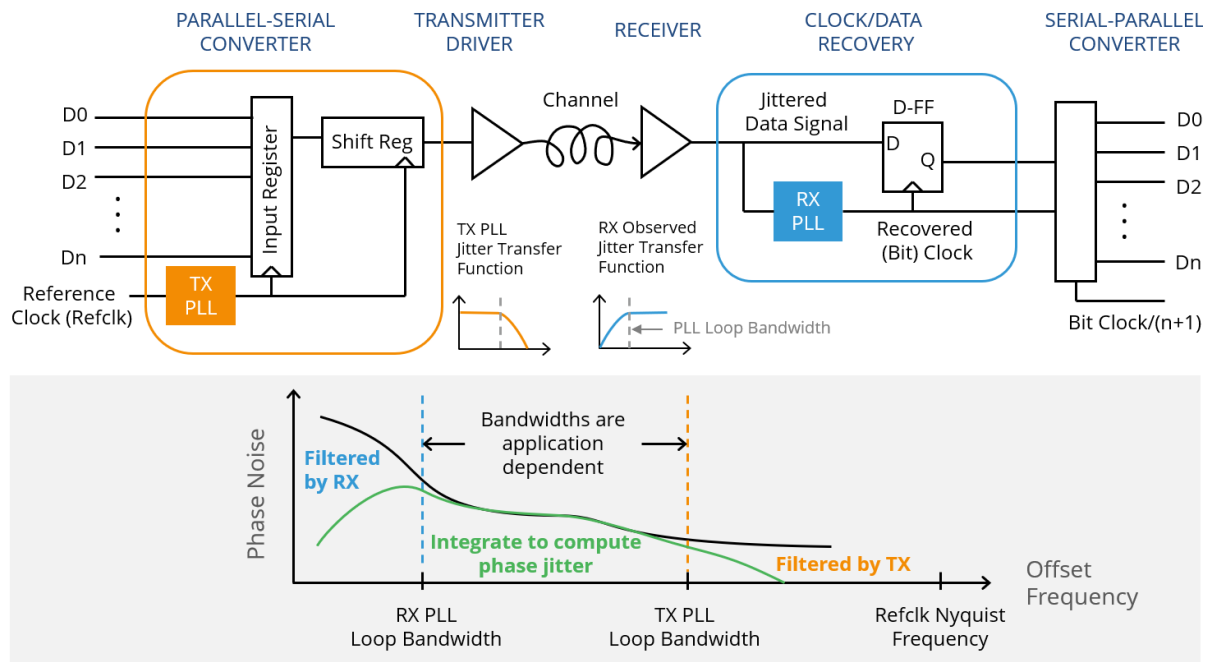 PARALLEL-SERIAL
CONVERTER
TRANSMITTER
DRIVER
RECEIVER
CLOCK/DATA
RECOVERY
SERIAL-PARALLEL
CONVERTER
D0
D1
D2
Dn
Reference
Clock (Refclk)
TX
PLL
Input Register
Shift Reg
Channel
Jittered
Data Signal
D-FF
D
Q
RX
PLL
Recovered
(Bit) Clock
D0
D1
D2
Dn
Bit Clock/(n+1)
TX PLL
Jitter Transfer
Function
RX Observed
Jitter Transfer
Function
PLL Loop Bandwidth
Phase Noise
Filtered
by RX
Bandwidths are
application
dependent
Integrate to compute
phase jitter
Filtered by TX
Offset
Frequency
RX PLL
Loop Bandwidth
TX PLL
Loop Bandwidth
Refclk Nyquist
Frequency